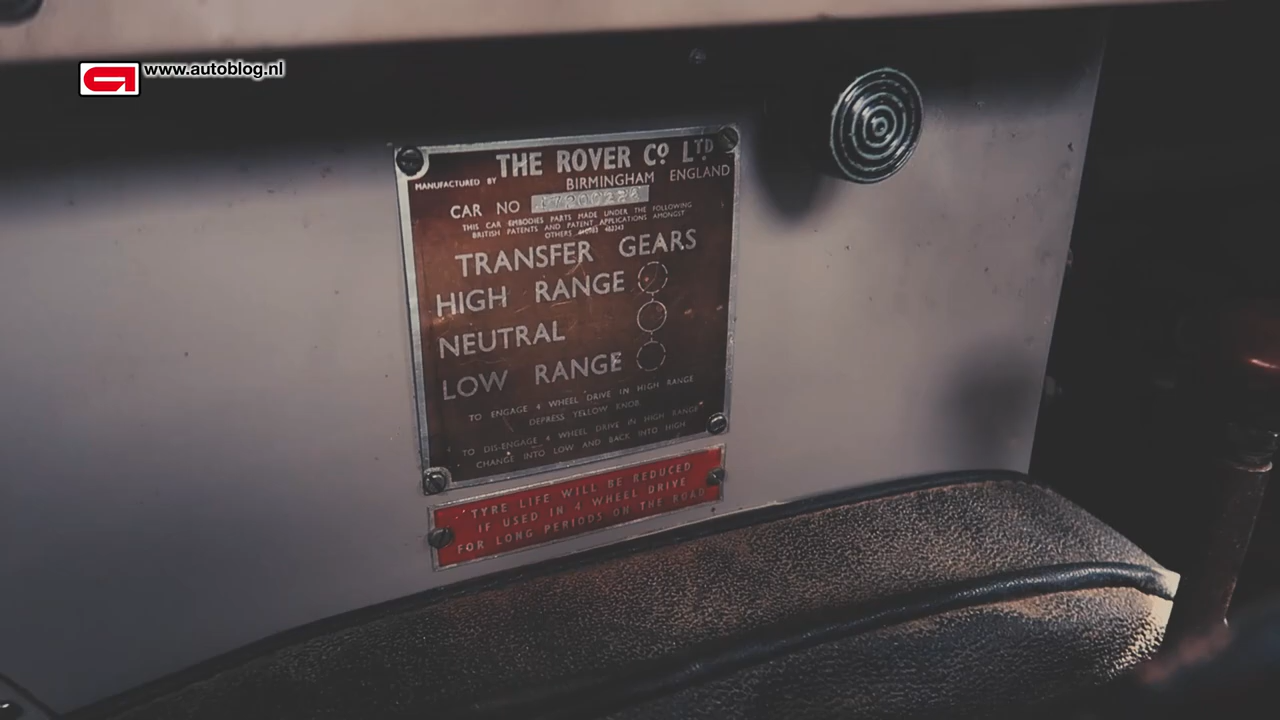 www.autoblog.nl
THE ROVER Cº LTD
MANUFACTURED BY BIRMINGHAM ENGLAND
CAR NO
THIS CAR EMBODIES PARTS MADE UNDER THE FOLLOWING
BRITISH PATENTS AND PATENT APPLICATIONS AMONGST
OTHERS
TRANSFER GEARS
HIGH RANGE
NEUTRAL
LOW RANGE
TO ENGAGE 4 WHEEL DRIVE IN HIGH RANGE
DEPRESS YELLOW KNOB
TO DIS-ENGAGE 4 WHEEL DRIVE IN HIGH RANGE
CHANGE INTO LOW AND BACK INTO HIGH
TYRE LIFE WILL BE REDUCED
IF USED IN 4 WHEEL DRIVE
FOR LONG PERIODS ON THE ROAD